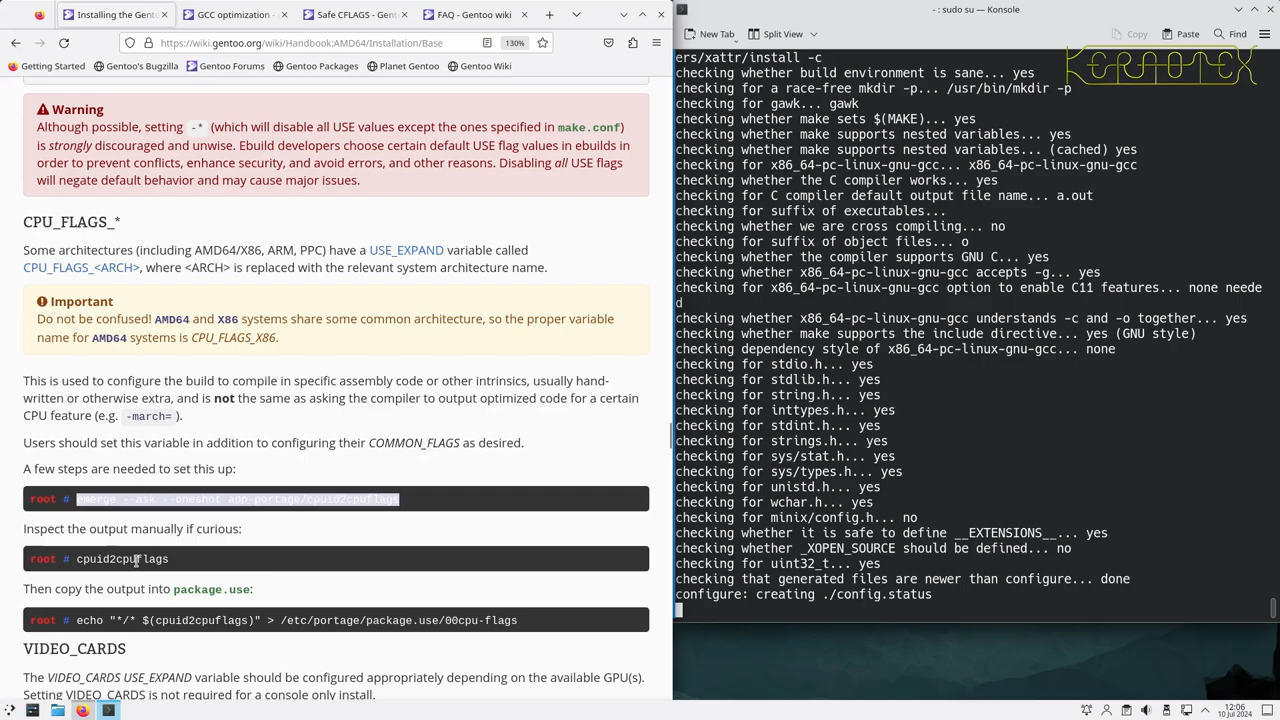 Installing the Gento
GCC optimization -
Safe CFLAGS - Gent
FAQ - Gentoo wiki
https://wiki.gentoo.org/wiki/Handbook:AMD64/Installation/Base
130%
Getting Started
Gentoo's Bugzilla
Gentoo Forums
Gentoo Packages
Planet Gentoo
Gentoo Wiki
Warning
Although possible, setting -* (which will disable all USE values except the ones specified in make.conf)
is strongly discouraged and unwise. Ebuild developers choose certain default USE flag values in ebuilds in
order to prevent conflicts, enhance security, and avoid errors, and other reasons. Disabling all USE flags
will negate default behavior and may cause major issues.
CPU_FLAGS_*
Some architectures (including AMD64/X86, ARM, PPC) have a USE_EXPAND variable called
CPU_FLAGS_<ARCH>, where <ARCH> is replaced with the relevant system architecture name.
Important
Do not be confused! AMD64 and X86 systems share some common architecture, so the proper variable
name for AMD64 systems is CPU_FLAGS_X86.
This is used to configure the build to compile in specific assembly code or other intrinsics, usually hand-
written or otherwise extra, and is not the same as asking the compiler to output optimized code for a certain
CPU feature (e.g. -march=).
Users should set this variable in addition to configuring their COMMON_FLAGS as desired.
A few steps are needed to set this up:
root # emerge --ask --oneshot app-portage/cpuid2cpuflags
Inspect the output manually if curious:
root # cpuid2cpuflags
Then copy the output into package.use:
root # echo "*/* $(cpuid2cpuflags)" > /etc/portage/package.use/00cpu-flags
VIDEO_CARDS
The VIDEO_CARDS USE_EXPAND variable should be configured appropriately depending on the available GPU(s).
Setting VIDEO_CARDS is not required for a console only install.
- : sudo su — Konsole
New Tab
Split View
Copy
Paste
Find
KERAOTEX
ers/xattr/install -c
checking whether build environment is sane... yes
checking for a race-free mkdir -p... /usr/bin/mkdir -p
checking for gawk... gawk
checking whether make sets $(MAKE)... yes
checking whether make supports nested variables... yes
checking whether make supports nested variables... (cached) yes
checking for x86_64-pc-linux-gnu-gcc... x86_64-pc-linux-gnu-gcc
checking whether the C compiler works... yes
checking for C compiler default output file name... a.out
checking for suffix of executables...
checking whether we are cross compiling... no
checking for suffix of object files... o
checking whether the compiler supports GNU C... yes
checking whether x86_64-pc-linux-gnu-gcc accepts -g... yes
checking for x86_64-pc-linux-gnu-gcc option to enable C11 features... none neede
d
checking whether x86_64-pc-linux-gnu-gcc understands -c and -o together... yes
checking whether make supports the include directive... yes (GNU style)
checking dependency style of x86_64-pc-linux-gnu-gcc... none
checking for stdio.h... yes
checking for stdlib.h... yes
checking for string.h... yes
checking for inttypes.h... yes
checking for stdint.h... yes
checking for strings.h... yes
checking for sys/stat.h... yes
checking for sys/types.h... yes
checking for unistd.h... yes
checking for wchar.h... yes
checking for minix/config.h... no
checking whether it is safe to define __EXTENSIONS__... yes
checking whether _XOPEN_SOURCE should be defined... no
checking for uint32_t... yes
checking that generated files are newer than configure... done
configure: creating ./config.status
12:06
10 Jul 2024